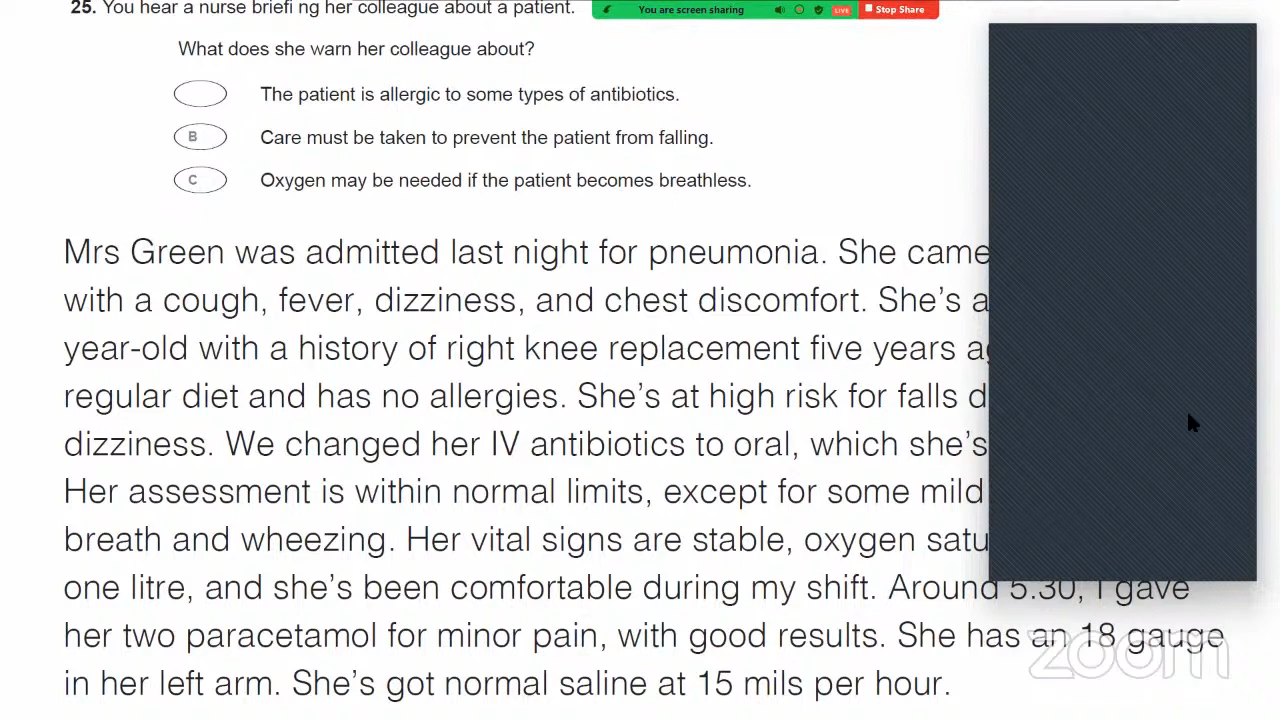 25. You hear a nurse briefi ng her colleague about a patient.
You are screen sharing LIVE Stop Share
What does she warn her colleague about?
The patient is allergic to some types of antibiotics.
B Care must be taken to prevent the patient from falling.
C Oxygen may be needed if the patient becomes breathless.
Mrs Green was admitted last night for pneumonia. She came
with a cough, fever, dizziness, and chest discomfort. She's a
year-old with a history of right knee replacement five years
regular diet and has no allergies. She's at high risk for falls
dizziness. We changed her IV antibiotics to oral, which she's
Her assessment is within normal limits, except for some mild
breath and wheezing. Her vital signs are stable, oxygen
one litre, and she's been comfortable during my shift. Around 5.30, I gave
her two paracetamol for minor pain, with good results. She has an 18 gauge
in her left arm. She's got normal saline at 15 mils per hour.
zoom